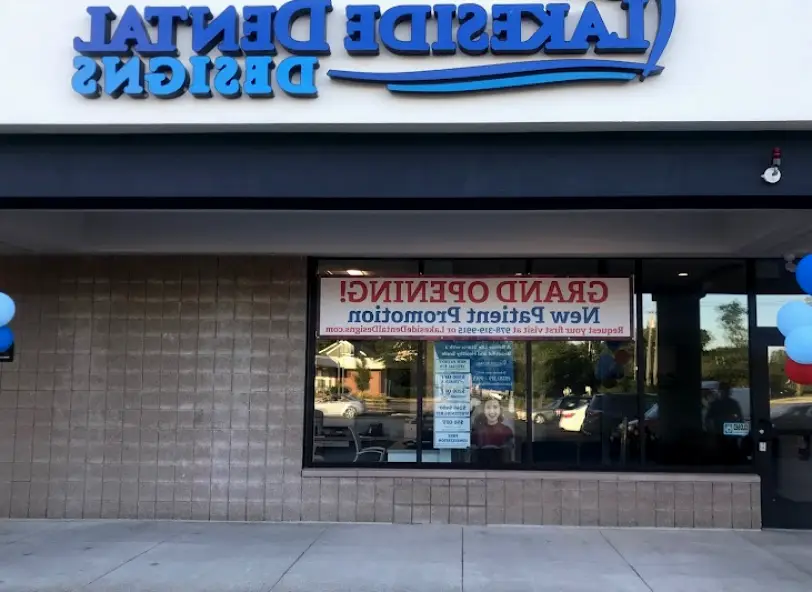 LAKESIDE DENTAL
DESIGNS
GRAND OPENING!
New Patient Promotion
Request your first visit at 978-319-9915 or LakesideDentalDesigns.com